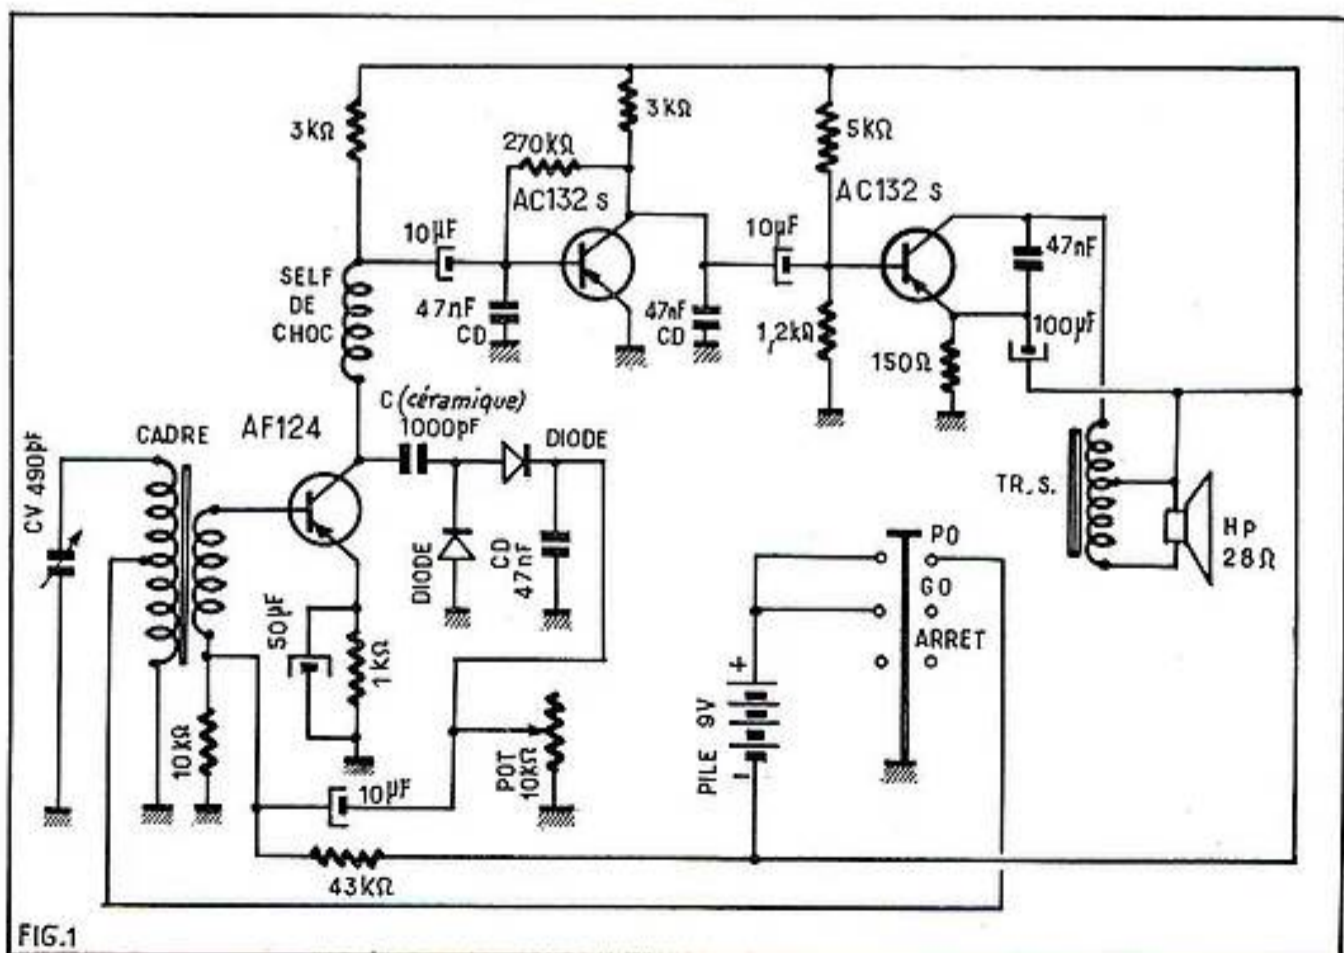 3kΩ
3kΩ
5kΩ
270kΩ
AC132 s
AC132 s
10µF
10µF
47nF
SELF
DE
CHOC
47nF
CD
47nF
CD
1,2kΩ
100µF
150Ω
C (céramique)
1000pF
DIODE
AF124
CADRE
CV 490pF
TR.S.
Hp
28Ω
DIODE
CD
47nF
PO
GO
ARRET
50µF
1kΩ
10kΩ
+
PILE 9V
-
POT
10kΩ
10µF
43kΩ
FIG.1